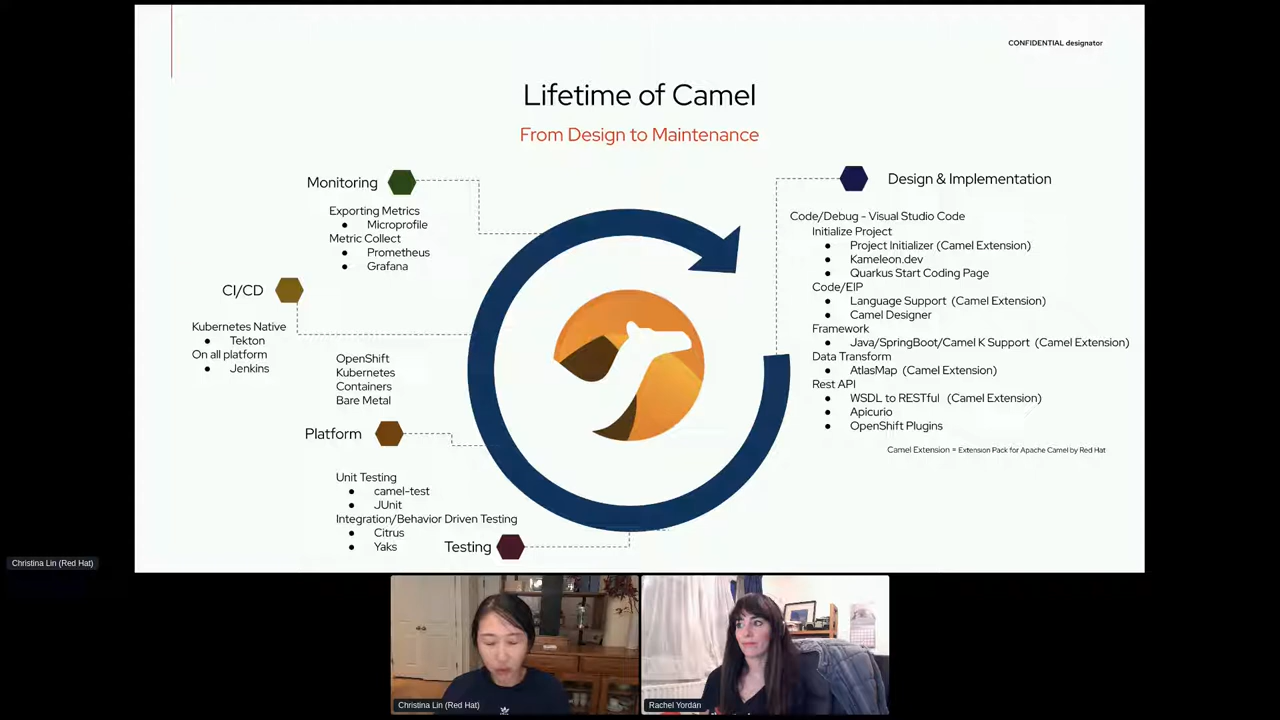 CONFIDENTIAL designator
Lifetime of Camel
From Design to Maintenance
Monitoring
Exporting Metrics
● Microprofile
Metric Collect
● Prometheus
● Grafana
CI/CD
Kubernetes Native
● Tekton
On all platform
● Jenkins
OpenShift
Kubernetes
Containers
Bare Metal
Platform
Unit Testing
● camel-test
● JUnit
Integration/Behavior Driven Testing
● Citrus
● Yaks
Testing
Design & Implementation
Code/Debug - Visual Studio Code
Initialize Project
● Project Initializer (Camel Extension)
● Kameleon.dev
● Quarkus Start Coding Page
Code/EIP
● Language Support (Camel Extension)
● Camel Designer
Framework
● Java/SpringBoot/Camel K Support (Camel Extension)
Data Transform
● AtlasMap (Camel Extension)
Rest API
● WSDL to RESTful (Camel Extension)
● Apicurio
● OpenShift Plugins
Camel Extension = Extension Pack for Apache Camel by Red Hat
Christina Lin (Red Hat)
Christina Lin (Red Hat)
Rachel Yordán